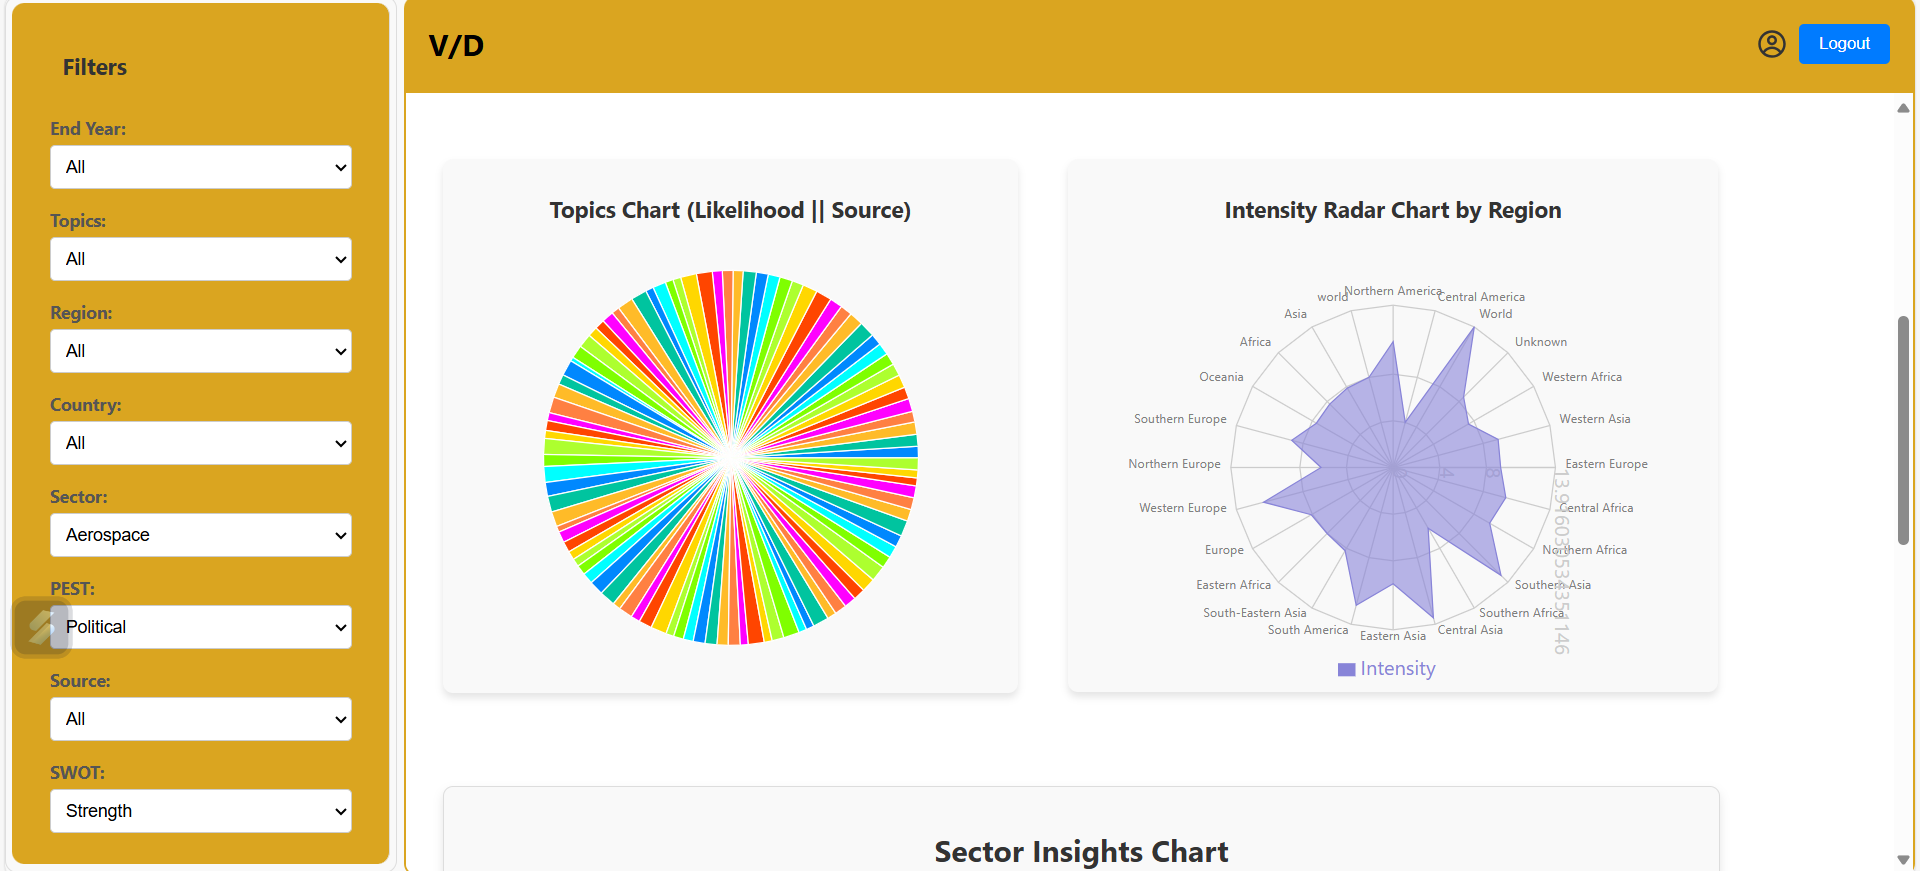 Filters
End Year:
All
Topics:
All
Region:
All
Country:
All
Sector:
Aerospace
PEST:
Political
Source:
All
SWOT:
Strength
V/D
Logout
Topics Chart (Likelihood || Source)
Intensity Radar Chart by Region
Northern America
Central America
World
Unknown
Western Africa
Western Asia
Eastern Europe
Central Africa
Northern Africa
Southern Asia
Southern Africa
Central Asia
Eastern Asia
South America
South-Eastern Asia
Eastern Africa
Europe
Western Europe
Northern Europe
Southern Europe
Oceania
Africa
Asia
world
0
4
8
Intensity
Sector Insights Chart